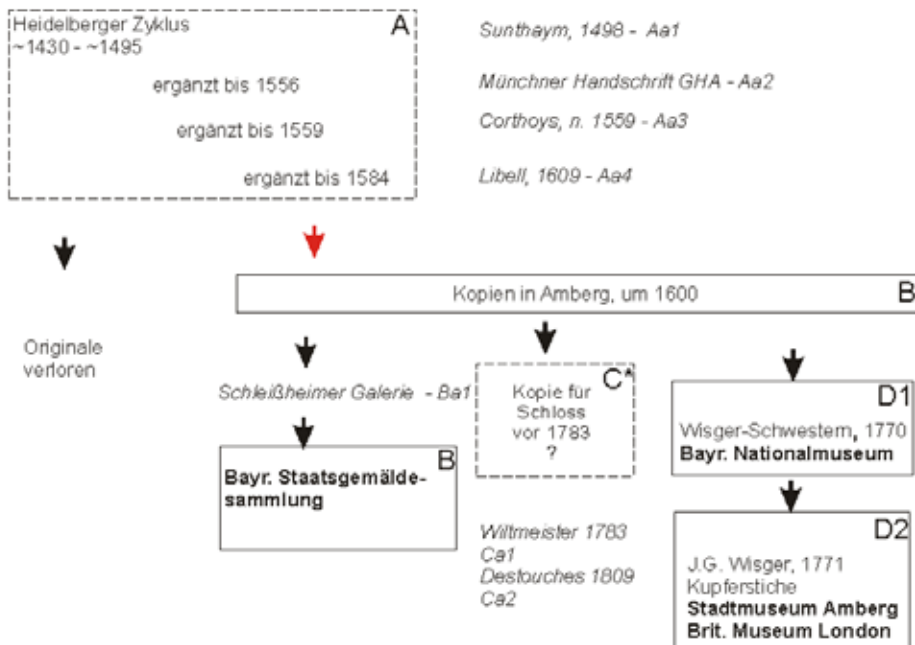 Heidelberger Zyklus
A
~1430 - ~1495
ergänzt bis 1556
ergänzt bis 1559
ergänzt bis 1584
Sunthaym, 1498 - Aa1
Münchner Handschrift GHA - Aa2
Corthoys, n. 1559 - Aa3
Libell, 1609 - Aa4
Kopien in Amberg, um 1600
B
Originale
verloren
Schleißheimer Galerie - Ba1
B
Bayr. Staatsgemälde-
sammlung
C*
Kopie für
Schloss
vor 1783
?
Wiltmeister 1783
Ca1
Destouches 1809
Ca2
D1
Wisger-Schwestern, 1770
Bayr. Nationalmuseum
D2
J.G. Wisger, 1771
Kupferstiche
Stadtmuseum Amberg
Brit. Museum London